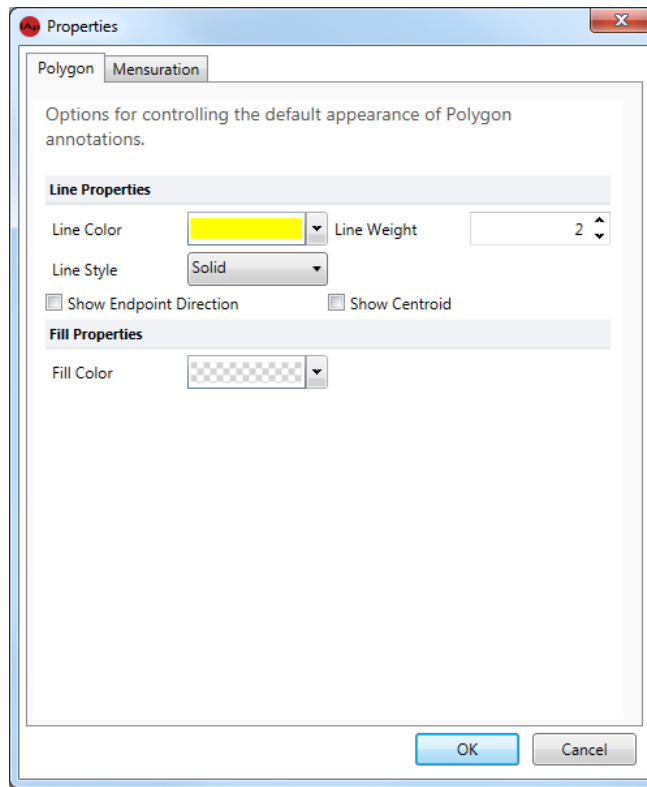 Properties
Polygon Mensuration
Options for controlling the default appearance of Polygon
annotations.
Line Properties
Line Color Line Weight 2
Line Style Solid
Show Endpoint Direction Show Centroid
Fill Properties
Fill Color
OK Cancel